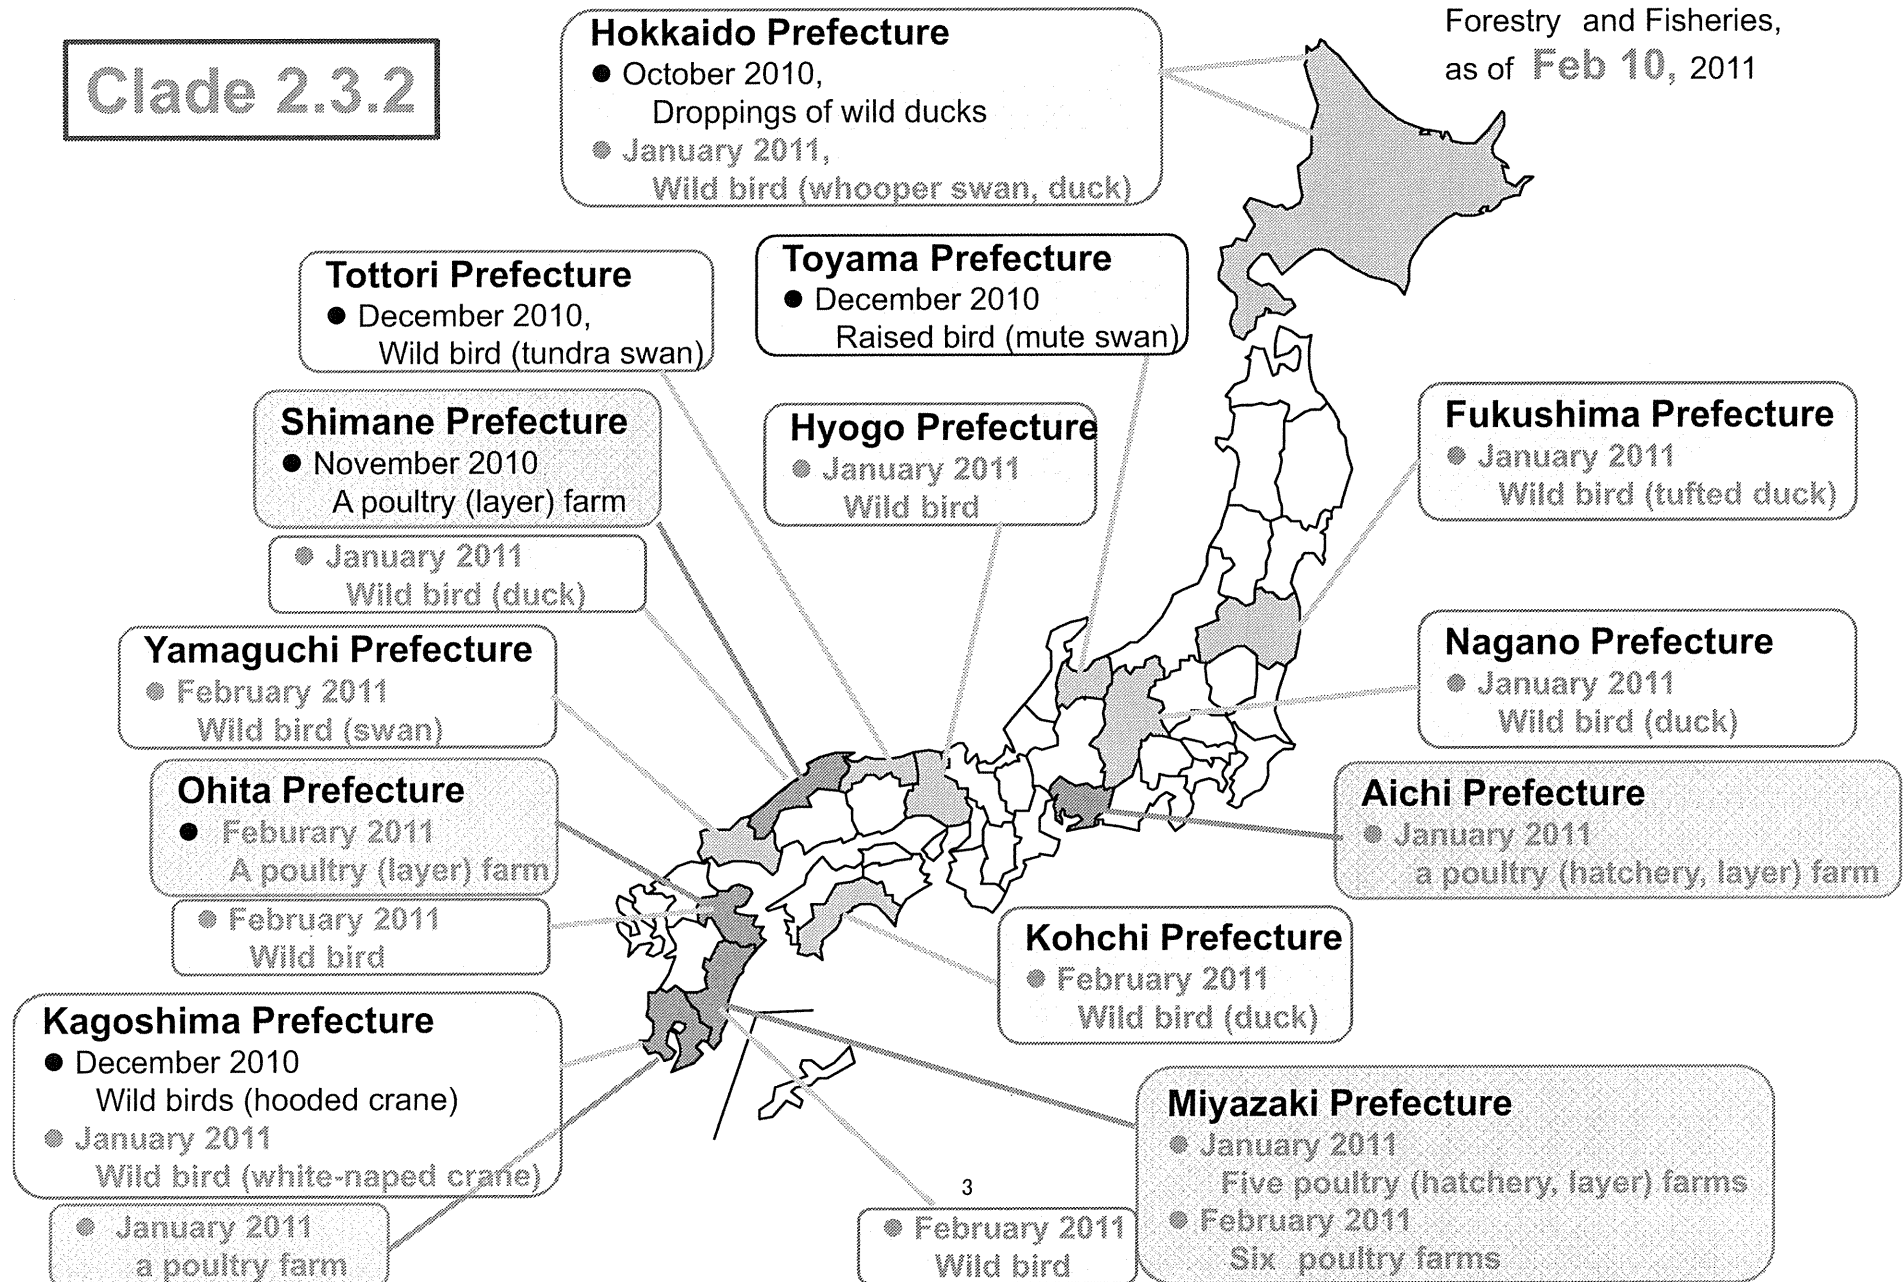 Forestry and Fisheries,
as of Feb 10, 2011
Clade 2.3.2
Hokkaido Prefecture
● October 2010,
Droppings of wild ducks
● January 2011,
Wild bird (whooper swan, duck)
Tottori Prefecture
● December 2010,
Wild bird (tundra swan)
Toyama Prefecture
● December 2010
Raised bird (mute swan)
Shimane Prefecture
● November 2010
A poultry (layer) farm
● January 2011
Wild bird (duck)
Hyogo Prefecture
● January 2011
Wild bird
Fukushima Prefecture
● January 2011
Wild bird (tufted duck)
Yamaguchi Prefecture
● February 2011
Wild bird (swan)
Nagano Prefecture
● January 2011
Wild bird (duck)
Ohita Prefecture
● Feburary 2011
A poultry (layer) farm
● February 2011
Wild bird
Aichi Prefecture
● January 2011
a poultry (hatchery, layer) farm
Kohchi Prefecture
● February 2011
Wild bird (duck)
Kagoshima Prefecture
● December 2010
Wild birds (hooded crane)
● January 2011
Wild bird (white-naped crane)
● January 2011
a poultry farm
Miyazaki Prefecture
● January 2011
Five poultry (hatchery, layer) farms
● February 2011
Six poultry farms
3
● February 2011
Wild bird